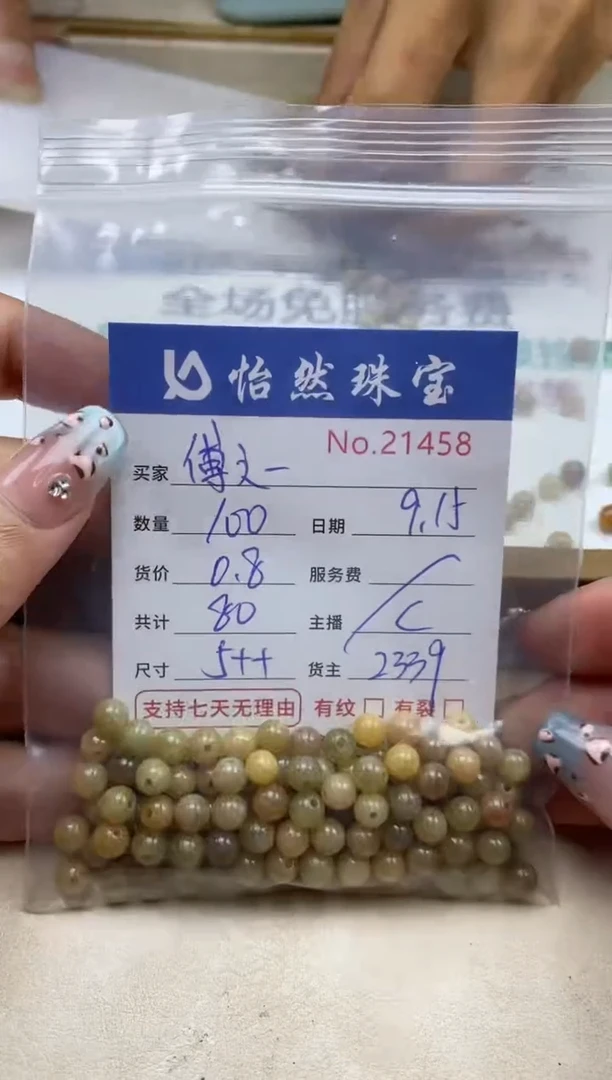 怡然珠宝
No.21458
买家 傅文一
数量 100 日期 9.15
货价 0.8 服务费
共计 80 主播 C
尺寸 5++ 货主 2339
支持七天无理由 有纹 有裂